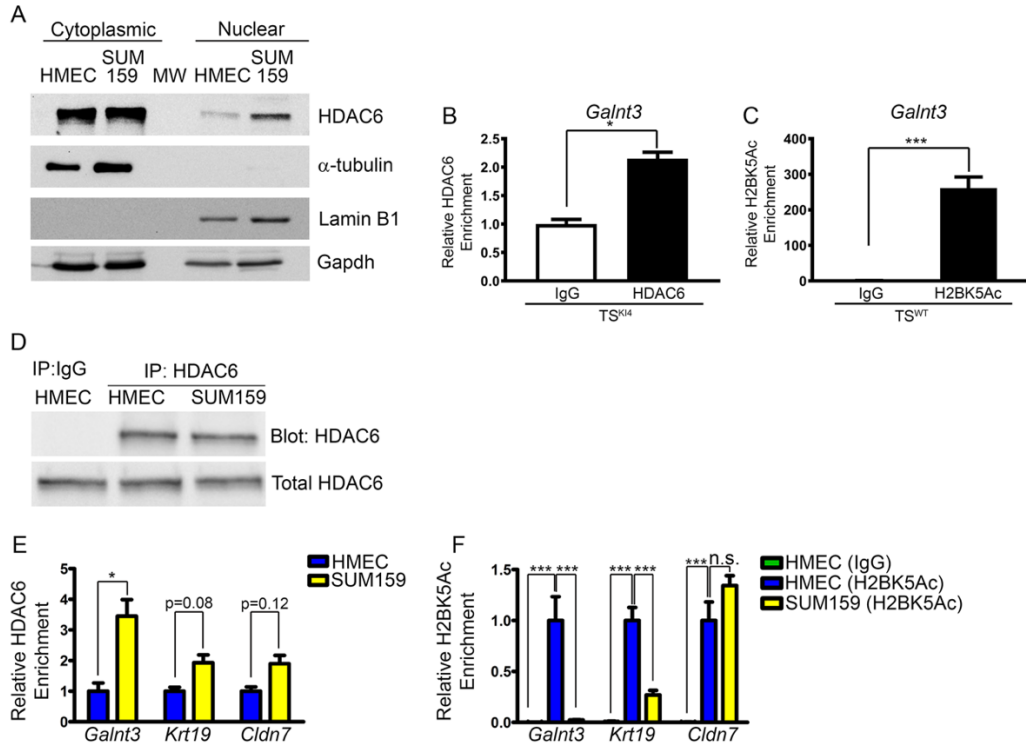 A
Cytoplasmic Nuclear
HMEC SUM 159 MW HMEC SUM 159
HDAC6
α-tubulin
Lamin B1
Gapdh
B
Galnt3
*
Relative HDAC6 Enrichment
2.5
2.0
1.5
1.0
0.5
0.0
IgG HDAC6
TSKI4
C
Galnt3
***
Relative H2BK5Ac Enrichment
400
300
200
100
0
IgG H2BK5Ac
TSWT
D
IP:IgG IP: HDAC6
HMEC HMEC SUM159
Blot: HDAC6
Total HDAC6
E
HMEC
SUM159
Relative HDAC6 Enrichment
5
4
3
2
1
0
* p=0.08 p=0.12
Galnt3 Krt19 Cldn7
F
HMEC (IgG)
HMEC (H2BK5Ac)
SUM159 (H2BK5Ac)
Relative H2BK5Ac Enrichment
1.5
1.0
0.5
0.0
*** *** *** *** *** n.s.
Galnt3 Krt19 Cldn7